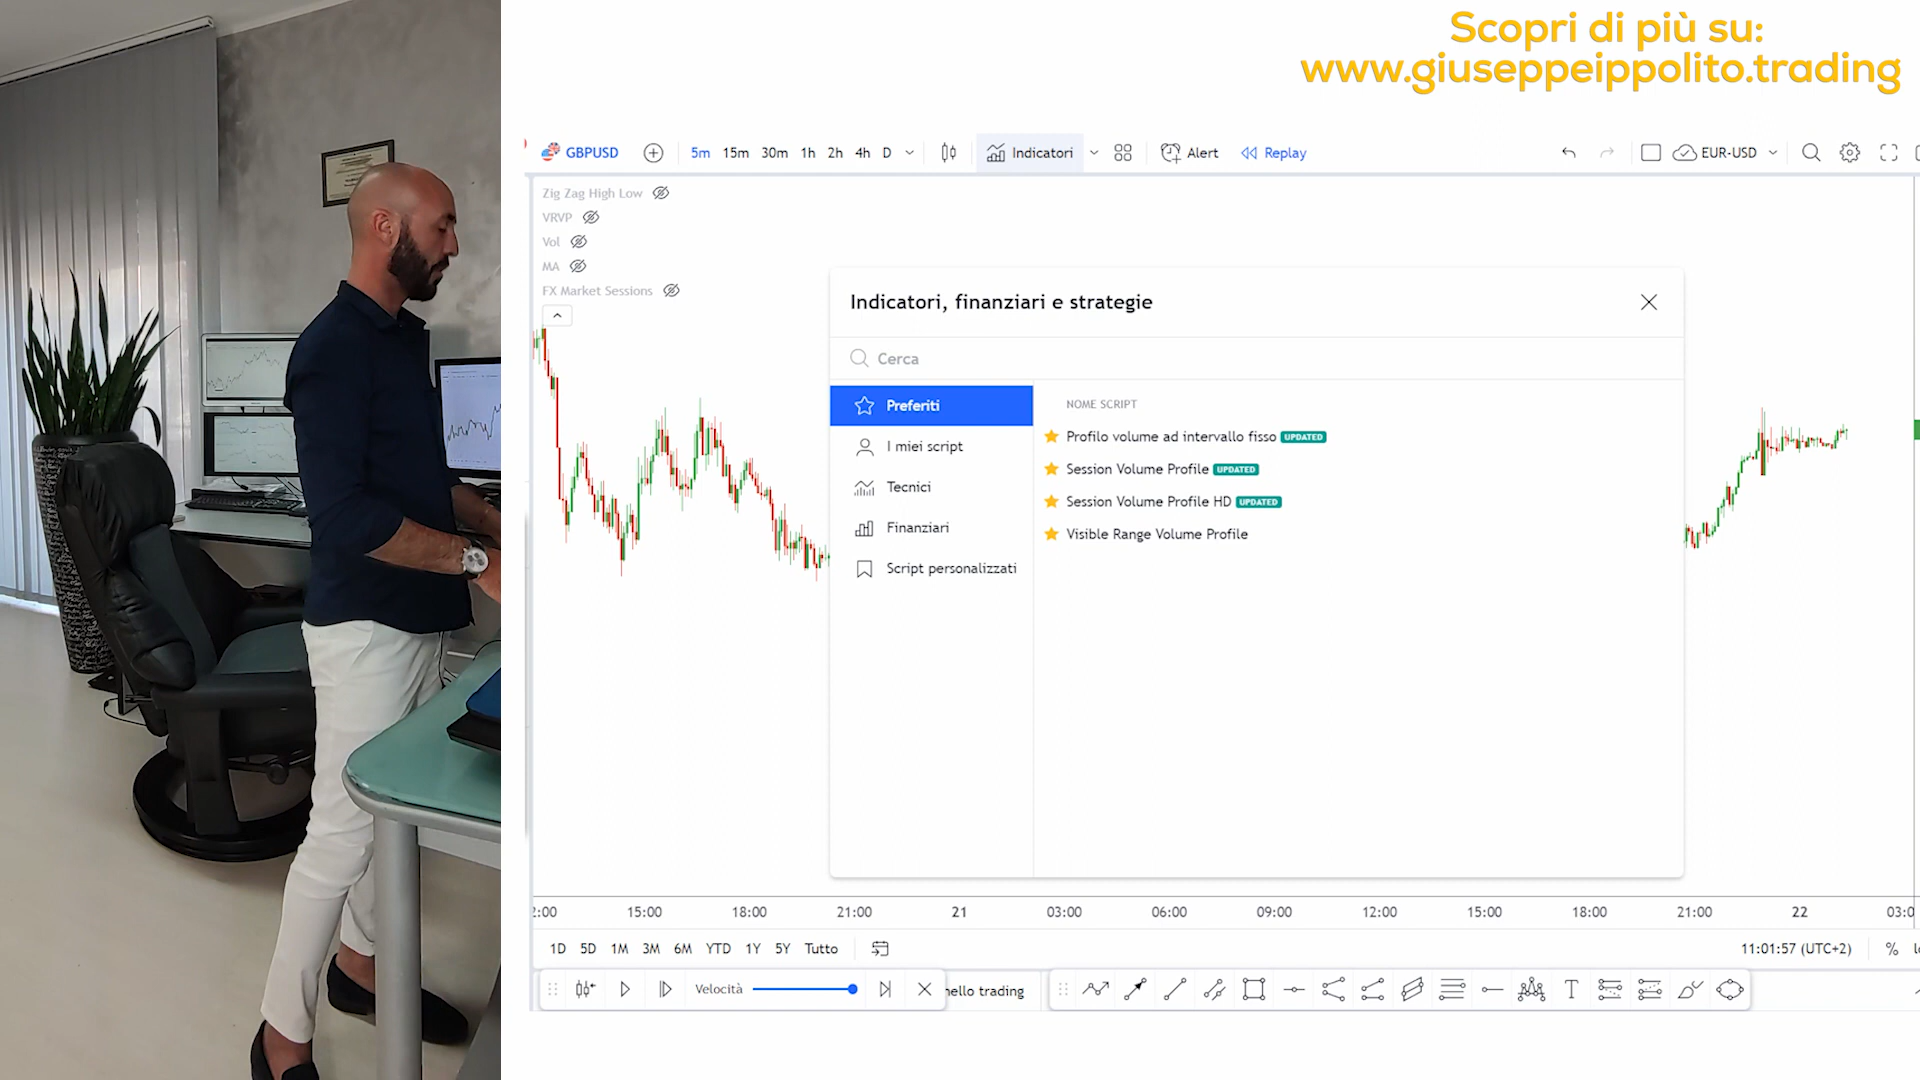 Scopri di più su:
www.giuseppeippolito.trading
GBPUSD 5m 15m 30m 1h 2h 4h D Indicatori Alert Replay EUR-USD
Zig Zag High Low
VRVP
Vol
MA
FX Market Sessions
Indicatori, finanziari e strategie
Cerca
Preferiti
I miei script
Tecnici
Finanziari
Script personalizzati
NOME SCRIPT
Profilo volume ad intervallo fisso UPDATED
Session Volume Profile UPDATED
Session Volume Profile HD UPDATED
Visible Range Volume Profile
2:00 15:00 18:00 21:00 21 03:00 06:00 09:00 12:00 15:00 18:00 21:00 22 03:0
1D 5D 1M 3M 6M YTD 1Y 5Y Tutto 11:01:57 (UTC+2) %
Velocità nello trading